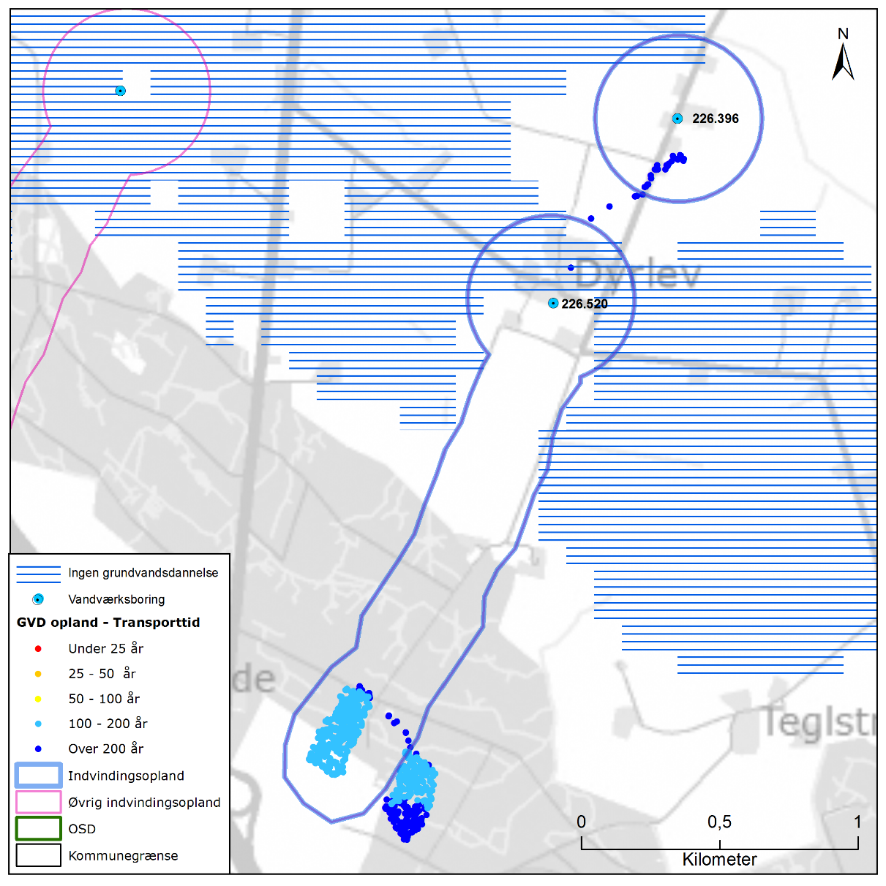 N
226.396
Dyrlev
226.520
Ingen grundvandsdannelse
Vandværksboring
GVD opland - Transporttid
Under 25 år
25 - 50 år
50 - 100 år
100 - 200 år
Over 200 år
Indvindingsopland
Øvrig indvindingsopland
OSD
Kommunegrænse
de
Teglstr
0 0,5 1
Kilometer